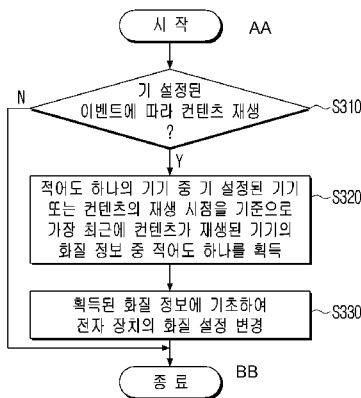 시 작
AA
기 설정된
이벤트에 따라 컨텐츠 재생
?
N
S310
Y
적어도 하나의 기기 중 기 설정된 기기
또는 컨텐츠의 재생 시점을 기준으로
가장 최근에 컨텐츠가 재생된 기기의
화질 정보 중 적어도 하나를 획득
S320
획득된 화질 정보에 기초하여
전자 장치의 화질 설정 변경
S330
종 료
BB